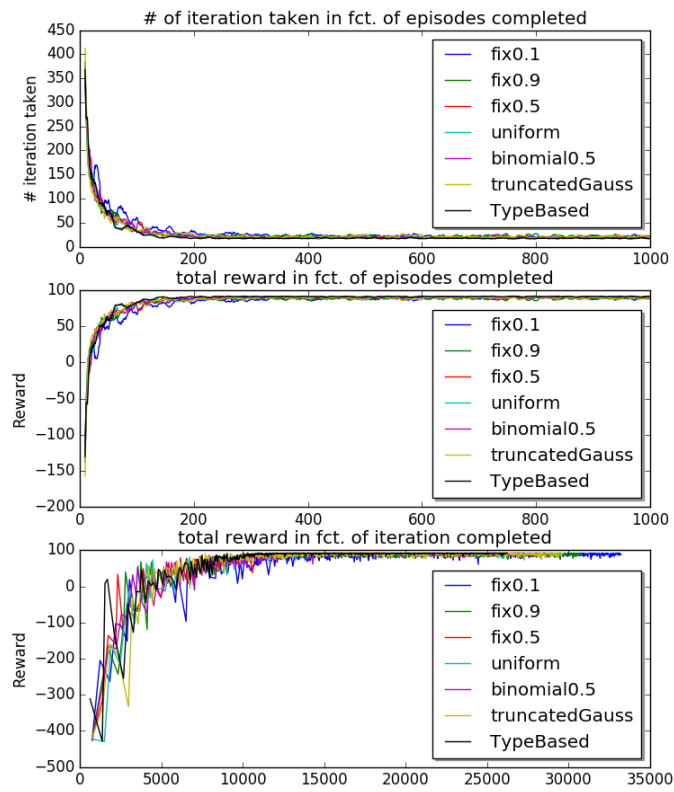 # of iteration taken in fct. of episodes completed
450
400
350
300
250
200
150
100
50
0
# iteration taken
fix0.1
fix0.9
fix0.5
uniform
binomial0.5
truncatedGauss
TypeBased
0 200 400 600 800 1000
total reward in fct. of episodes completed
100
50
0
−50
−100
−150
−200
Reward
fix0.1
fix0.9
fix0.5
uniform
binomial0.5
truncatedGauss
TypeBased
0 200 400 600 800 1000
total reward in fct. of iteration completed
100
0
−100
−200
−300
−400
−500
Reward
fix0.1
fix0.9
fix0.5
uniform
binomial0.5
truncatedGauss
TypeBased
0 5000 10000 15000 20000 25000 30000 35000